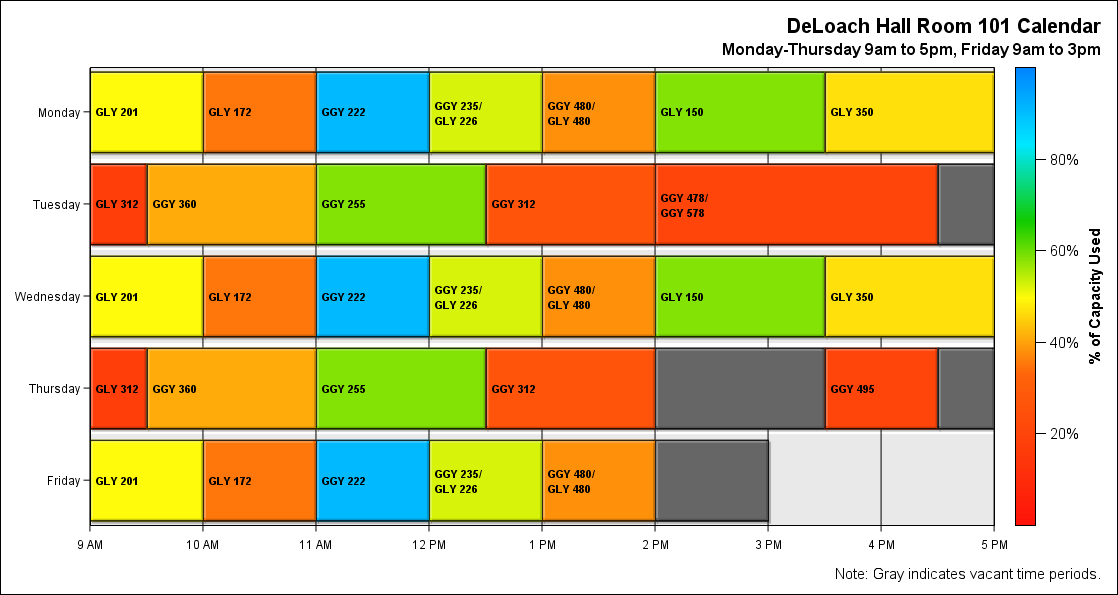 DeLoach Hall Room 101 Calendar
Monday-Thursday 9am to 5pm, Friday 9am to 3pm
Monday
GLY 201
GLY 172
GGY 222
GGY 235/
GLY 226
GGY 480/
GLY 480
GLY 150
GLY 350
Tuesday
GLY 312
GGY 360
GGY 255
GGY 312
GGY 478/
GGY 578
Wednesday
GLY 201
GLY 172
GGY 222
GGY 235/
GLY 226
GGY 480/
GLY 480
GLY 150
GLY 350
Thursday
GLY 312
GGY 360
GGY 255
GGY 312
GGY 495
Friday
GLY 201
GLY 172
GGY 222
GGY 235/
GLY 226
GGY 480/
GLY 480
9 AM
10 AM
11 AM
12 PM
1 PM
2 PM
3 PM
4 PM
5 PM
80%
60%
40%
20%
% of Capacity Used
Note: Gray indicates vacant time periods.